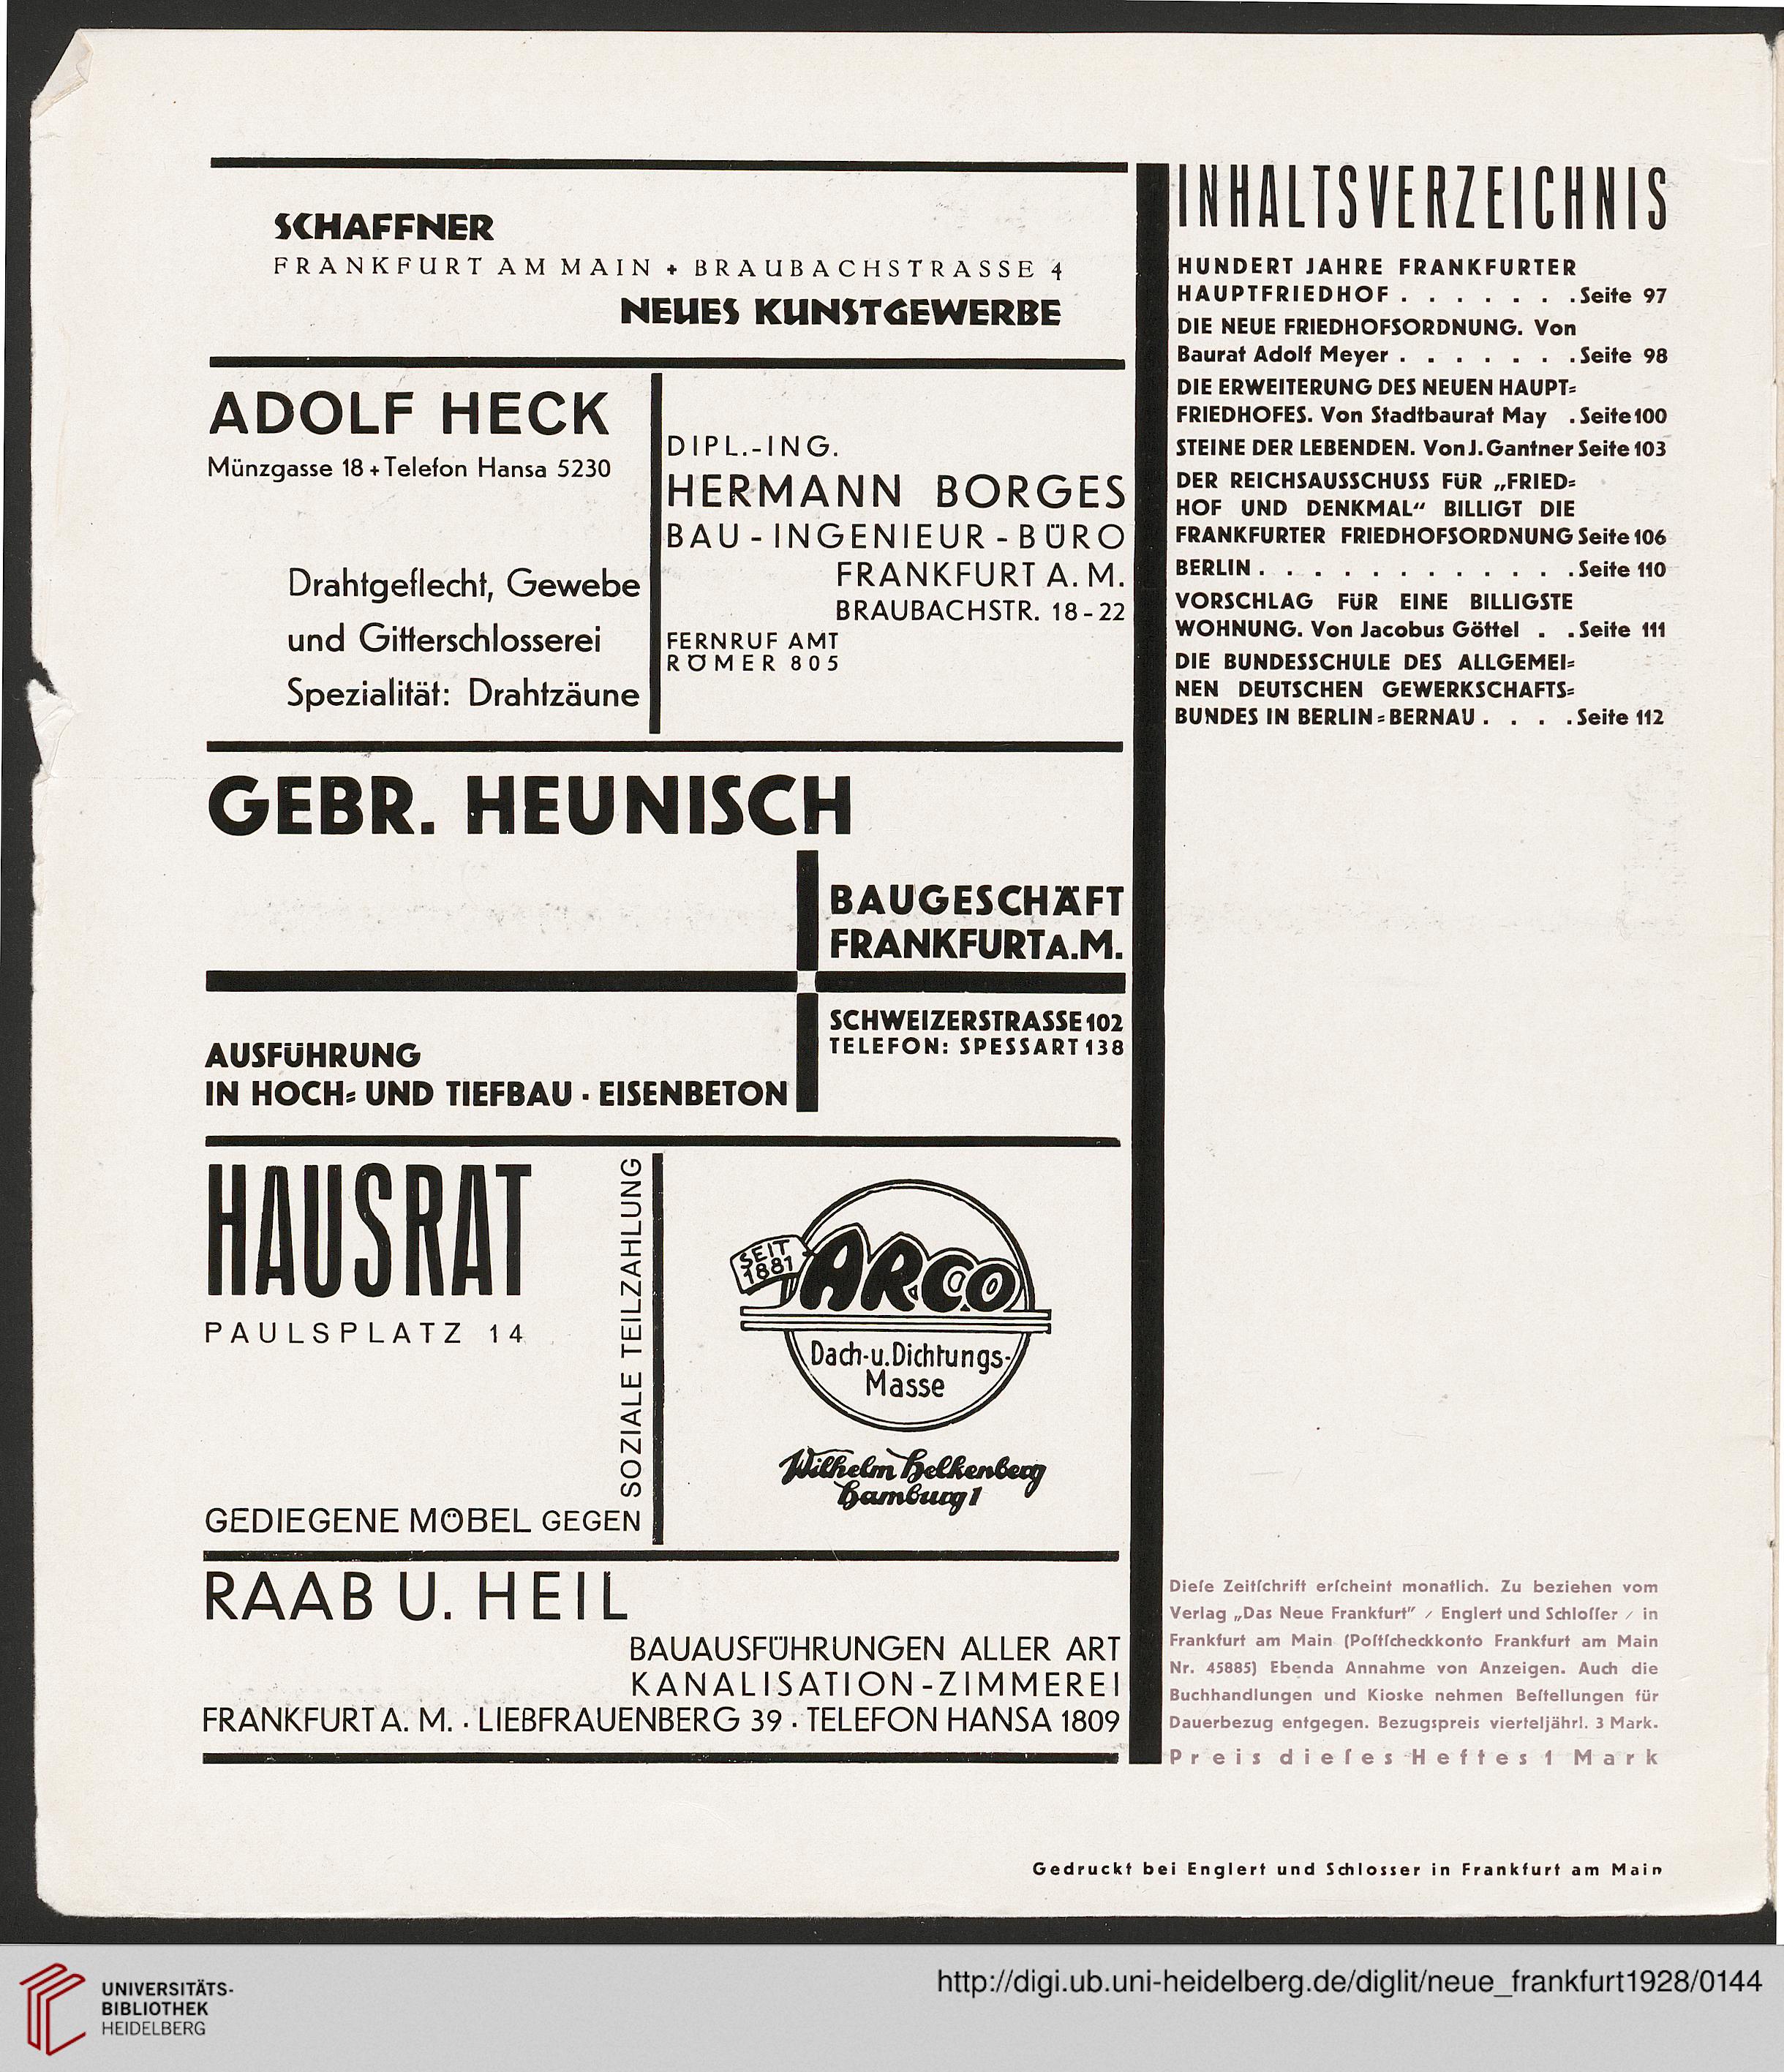 SCHAFFNER
FRANKFURT AM MAIN + BRAUBACHSTRASSE 4
NEUES KUNSTGEWERBE
ADOLF HECK
Münzgasse 18 + Telefon Hansa 5230
Drahtgeflecht, Gewebe
und Gitterschlosserei
Spezialität: Drahtzäune
DIPL.-ING.
HERMANN BORGES
BAU-INGENIEUR-BÜRO
FRANKFURT A. M.
BRAUBACHSTR. 18-22
FERNRUF AMT
RÖMER 805
GEBR. HEUNISCH
BAUGESCHÄFT
FRANKFURT A.M.
SCHWEIZERSTRASSE 102
TELEFON: SPESSART 138
AUSFÜHRUNG
IN HOCH= UND TIEFBAU · EISENBETON
HAUSRAT
PAULSPLATZ 14
GEDIEGENE MÖBEL GEGEN
SOZIALE TEILZAHLUNG
SEIT
1881
ARCO
Dach-u.Dichtungs-
Masse
Wilhelm Helkenberg
Hamburg 1
RAAB U. HEIL
BAUAUSFÜHRUNGEN ALLER ART
KANALISATION-ZIMMEREI
FRANKFURT A. M. · LIEBFRAUENBERG 39 · TELEFON HANSA 1809
INHALTSVERZEICHNIS
HUNDERT JAHRE FRANKFURTER
HAUPTFRIEDHOF . . . . . . . Seite 97
DIE NEUE FRIEDHOFSORDNUNG. Von
Baurat Adolf Meyer . . . . . . . Seite 98
DIE ERWEITERUNG DES NEUEN HAUPT=
FRIEDHOFES. Von Stadtbaurat May . Seite 100
STEINE DER LEBENDEN. Von J. Gantner Seite 103
DER REICHSAUSSCHUSS FÜR „FRIED=
HOF UND DENKMAL“ BILLIGT DIE
FRANKFURTER FRIEDHOFSORDNUNG Seite 106
BERLIN . . . . . . . . . . . . Seite 110
VORSCHLAG FÜR EINE BILLIGSTE
WOHNUNG. Von Jacobus Göttel . . Seite 111
DIE BUNDESSCHULE DES ALLGEMEI=
NEN DEUTSCHEN GEWERKSCHAFTS=
BUNDES IN BERLIN=BERNAU . . . . Seite 112
Dieſe Zeitſchrift erſcheint monatlich. Zu beziehen vom
Verlag „Das Neue Frankfurt” / Englert und Schloſſer / in
Frankfurt am Main (Poſtſcheckkonto Frankfurt am Main
Nr. 45885) Ebenda Annahme von Anzeigen. Auch die
Buchhandlungen und Kioske nehmen Beſtellungen für
Dauerbezug entgegen. Bezugspreis vierteljährl. 3 Mark.
Preis dieſes Heftes 1 Mark
Gedruckt bei Englert und Schlosser in Frankfurt am Main
UNIVERSITÄTS-
BIBLIOTHEK
HEIDELBERG
http://digi.ub.uni-heidelberg.de/diglit/neue_frankfurt1928/0144